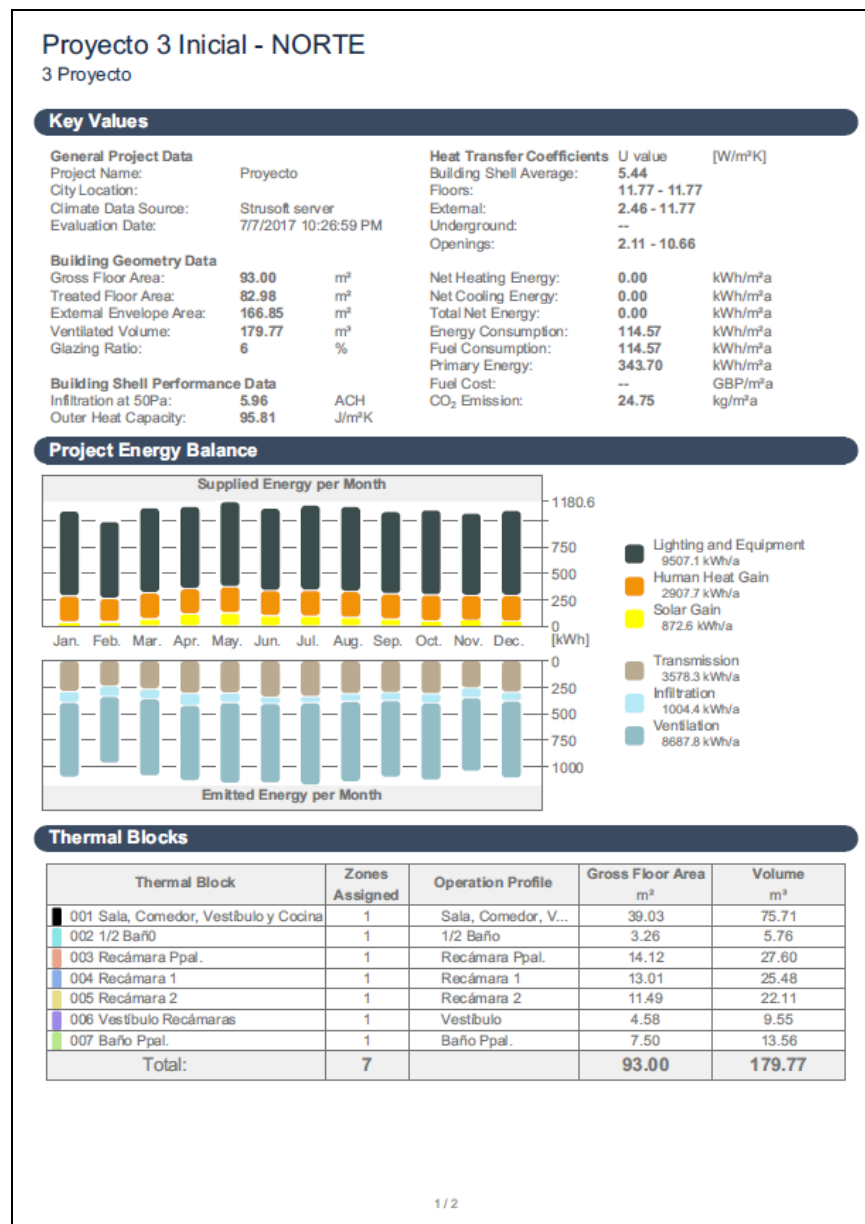 Proyecto 3 Inicial - NORTE
3 Proyecto
Key Values
General Project Data
Project Name: Proyecto
City Location:
Climate Data Source: Strusoft server
Evaluation Date: 7/7/2017 10:26:59 PM
Building Geometry Data
Gross Floor Area: 93.00 m²
Treated Floor Area: 82.98 m²
External Envelope Area: 166.85 m²
Ventilated Volume: 179.77 m³
Glazing Ratio: 6 %
Building Shell Performance Data
Infiltration at 50Pa: 5.96 ACH
Outer Heat Capacity: 95.81 J/m²K
Heat Transfer Coefficients U value [W/m²K]
Building Shell Average: 5.44
Floors: 11.77 - 11.77
External: 2.46 - 11.77
Underground: --
Openings: 2.11 - 10.66
Net Heating Energy: 0.00 kWh/m²a
Net Cooling Energy: 0.00 kWh/m²a
Total Net Energy: 0.00 kWh/m²a
Energy Consumption: 114.57 kWh/m²a
Fuel Consumption: 114.57 kWh/m²a
Primary Energy: 343.70 kWh/m²a
Fuel Cost: -- GBP/m²a
CO₂ Emission: 24.75 kg/m²a
Project Energy Balance
Supplied Energy per Month
1180.6
750
500
250
0
Jan. Feb. Mar. Apr. May. Jun. Jul. Aug. Sep. Oct. Nov. Dec. [kWh]
0
250
500
750
1000
Emitted Energy per Month
Lighting and Equipment
9507.1 kWh/a
Human Heat Gain
2907.7 kWh/a
Solar Gain
872.6 kWh/a
Transmission
3578.3 kWh/a
Infiltration
1004.4 kWh/a
Ventilation
8687.8 kWh/a
Thermal Blocks
Thermal Block Zones Assigned Operation Profile Gross Floor Area m² Volume m³
001 Sala, Comedor, Vestíbulo y Cocina 1 Sala, Comedor, V... 39.03 75.71
002 1/2 Bañ0 1 1/2 Baño 3.26 5.76
003 Recámara Ppal. 1 Recámara Ppal. 14.12 27.60
004 Recámara 1 1 Recámara 1 13.01 25.48
005 Recámara 2 1 Recámara 2 11.49 22.11
006 Vestíbulo Recámaras 1 Vestíbulo 4.58 9.55
007 Baño Ppal. 1 Baño Ppal. 7.50 13.56
Total: 7 93.00 179.77
1 / 2